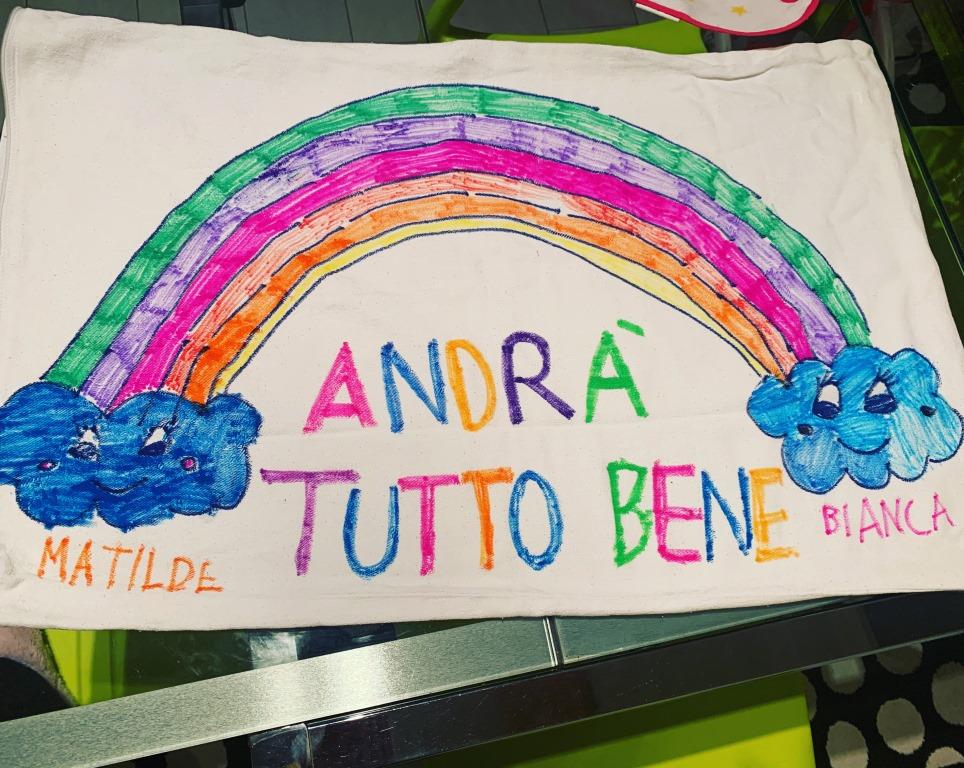 ANDRÀ
TUTTO BENE
MATILDE
BIANCA